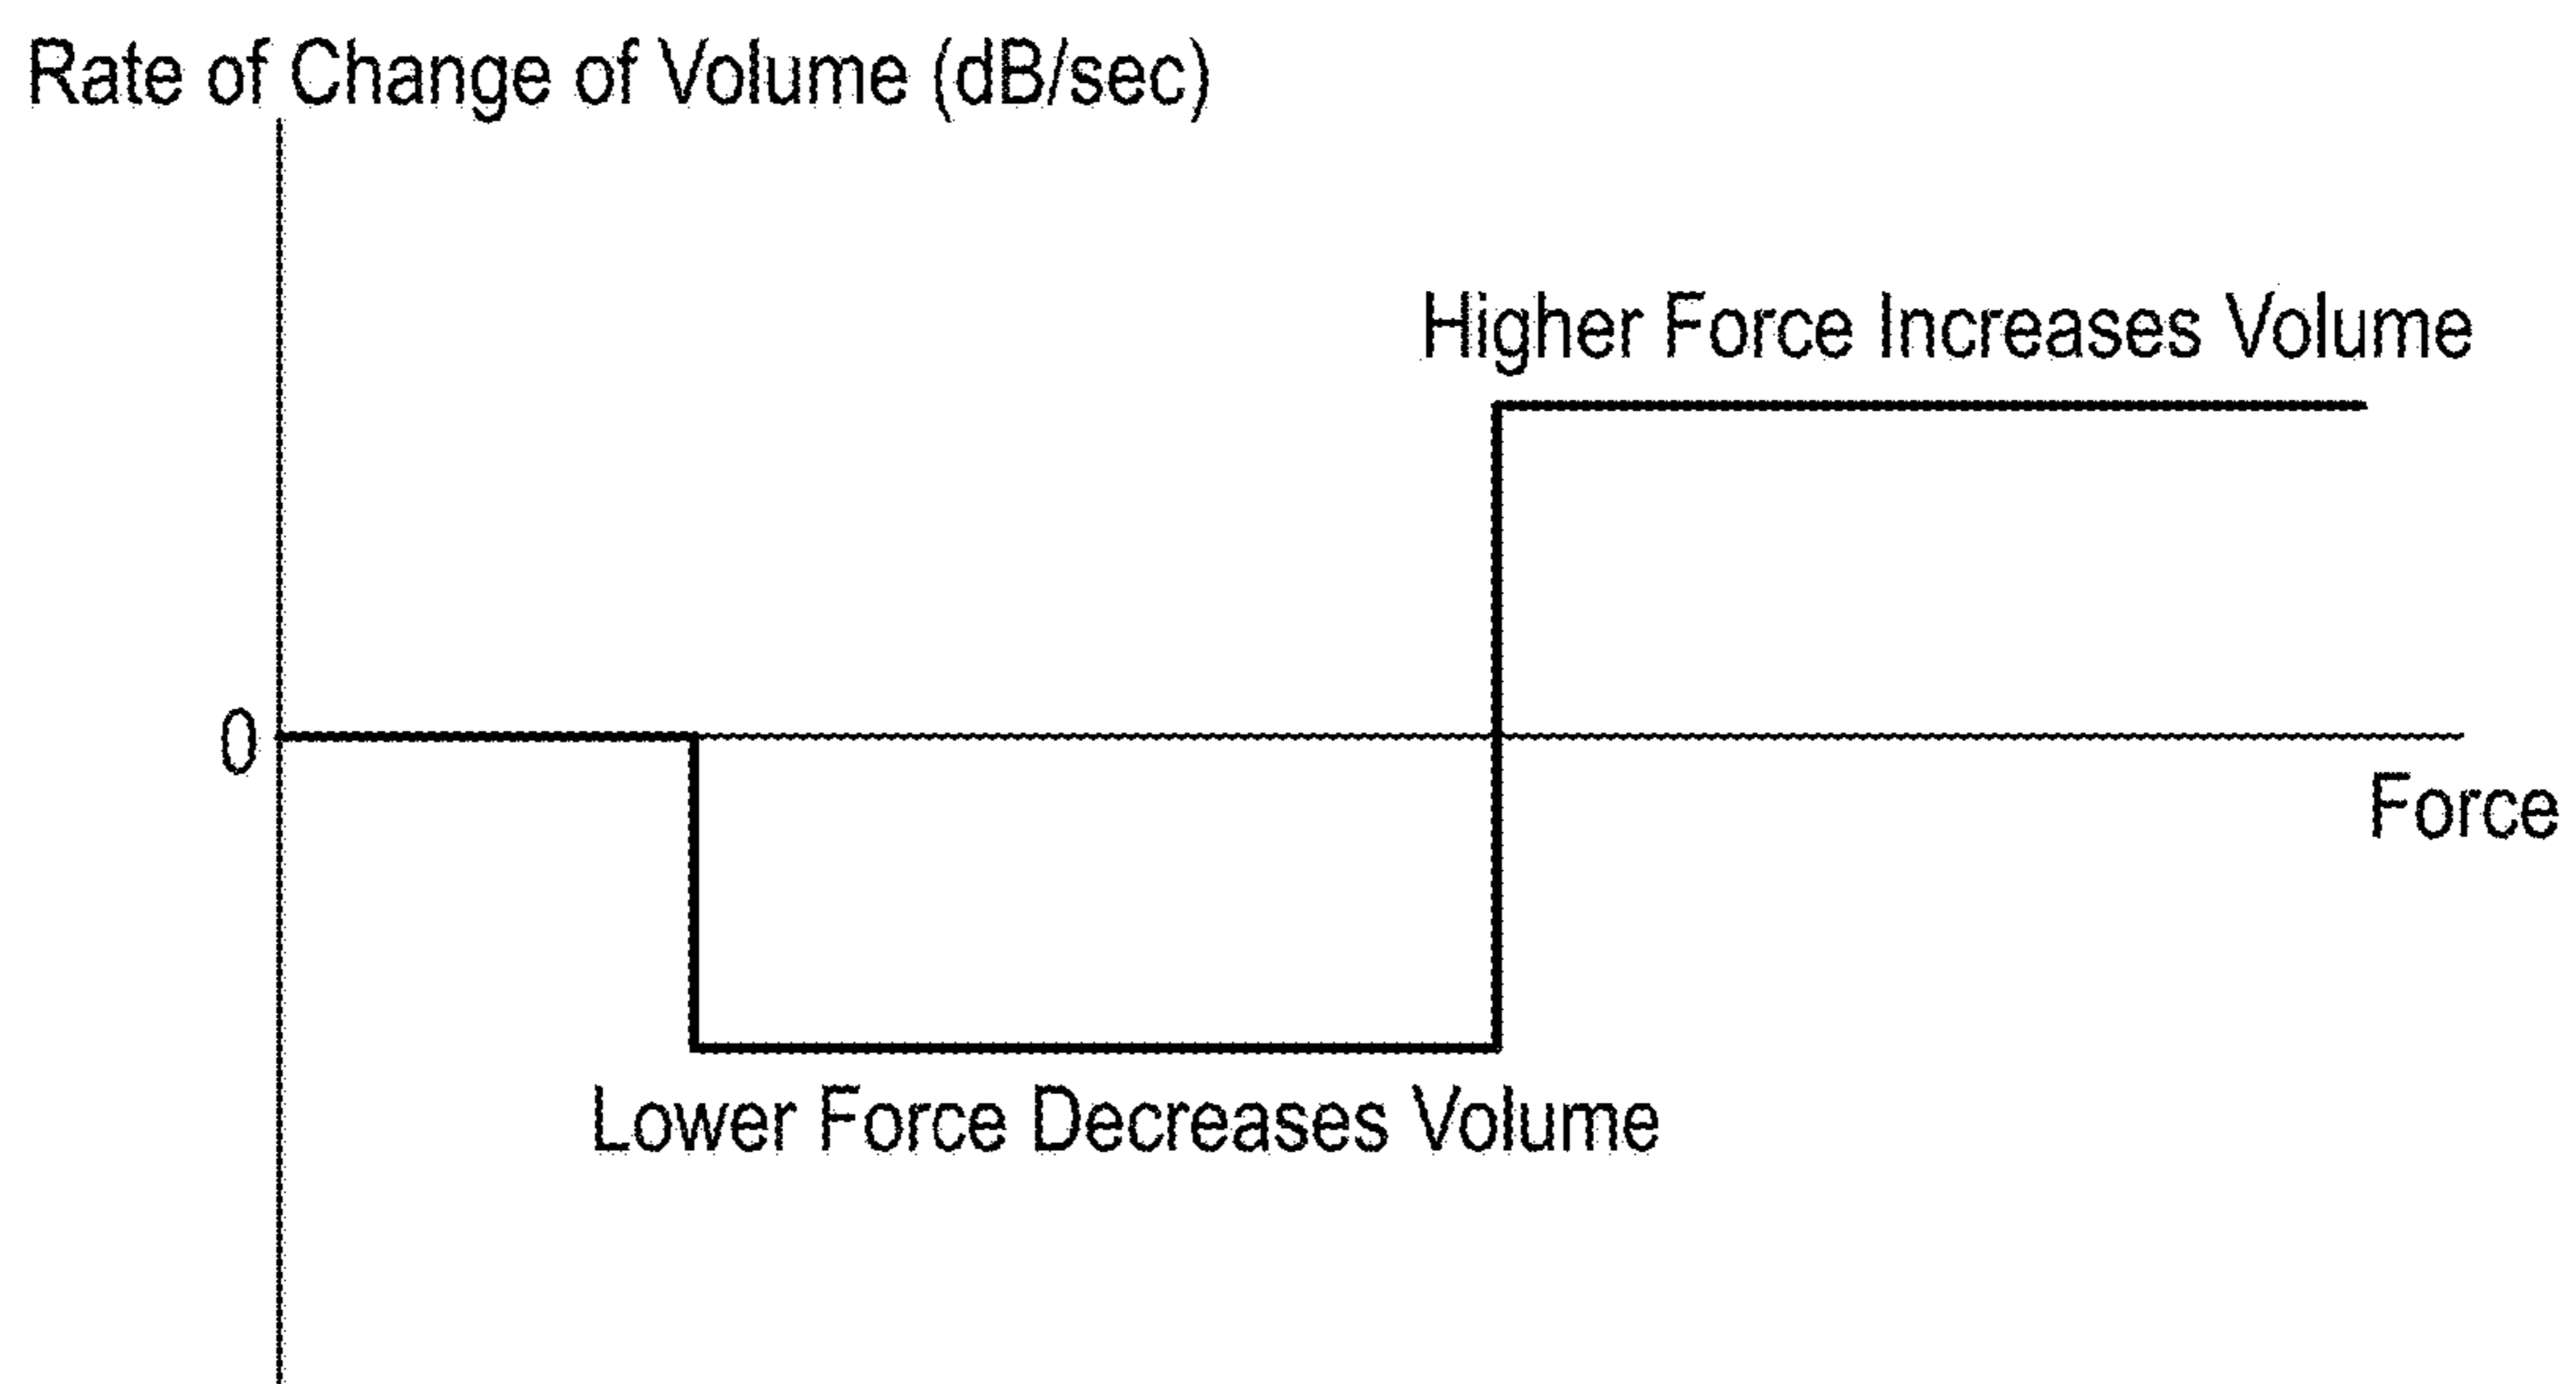 Rate of Change of Volume (dB/sec)
Higher Force Increases Volume
0
Force
Lower Force Decreases Volume